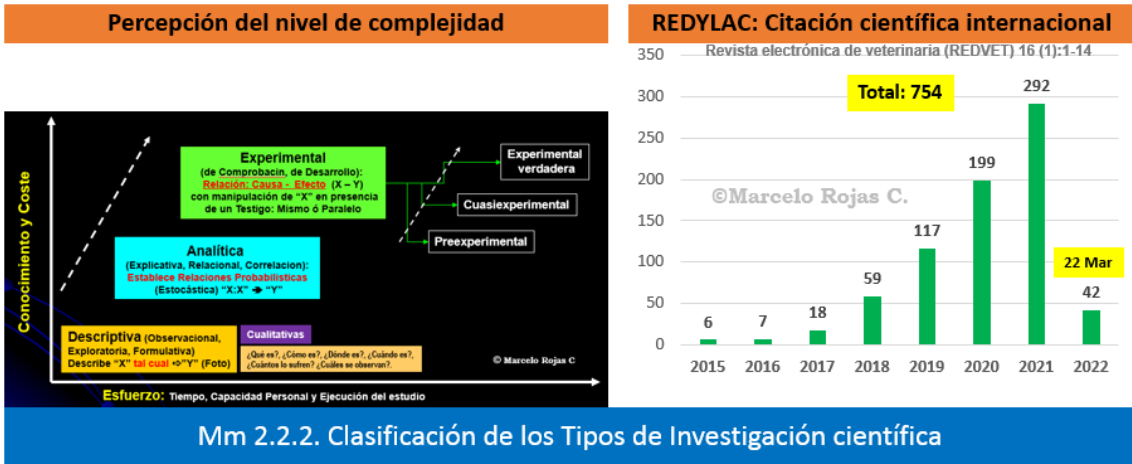 Percepción del nivel de complejidad
Conocimiento y Coste
Experimental
(de Comprobacin, de Desarrollo):
Relación: Causa - Efecto (X – Y)
con manipulación de "X" en presencia
de un Testigo: Mismo ó Paralelo
Experimental
verdadera
Cuasiexperimental
Preexperimental
Analítica
(Explicativa, Relacional, Correlacion):
Establece Relaciones Probabilísticas
(Estocástica) "X:X" ➔ "Y"
Descriptiva (Observacional,
Exploratoria, Formulativa)
Describe "X" tal cual ➩"Y" (Foto)
Cualitativas
¿Qué es?, ¿Cómo es?, ¿Dónde es?, ¿Cuándo es?,
¿Cuántos lo sufren? ¿Cuáles se observan?.
© Marcelo Rojas C
Esfuerzo: Tiempo, Capacidad Personal y Ejecución del estudio
REDYLAC: Citación científica internacional
Revista electrónica de veterinaria (REDVET) 16 (1):1-14
Total: 754
©Marcelo Rojas C.
350
300
250
200
150
100
50
0
6
7
18
59
117
199
292
22 Mar
42
2015 2016 2017 2018 2019 2020 2021 2022
Mm 2.2.2. Clasificación de los Tipos de Investigación científica